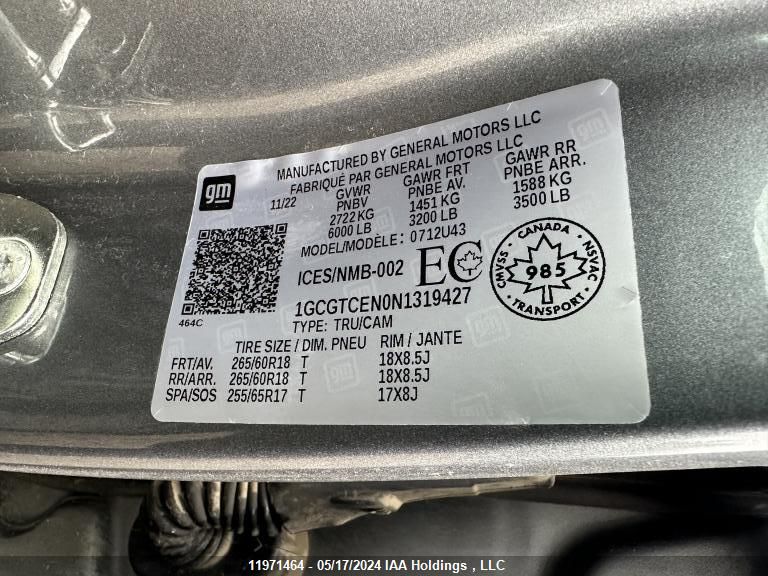 MANUFACTURED BY GENERAL MOTORS LLC
FABRIQUÉ PAR GENERAL MOTORS LLC
gm
11/22
GVWR
PNBV
2722 KG
6000 LB
GAWR FRT
PNBE AV.
1451 KG
3200 LB
GAWR RR
PNBE ARR.
1588 KG
3500 LB
MODEL/MODÈLE: 0712U43
ICES/NMB-002 EC
CANADA
CMVSS · NSVAC
985
TRANSPORT
1GCGTCEN0N1319427
464C
TYPE: TRU/CAM
TIRE SIZE / DIM. PNEU RIM / JANTE
FRT/AV. 265/60R18 T 18X8.5J
RR/ARR. 265/60R18 T 18X8.5J
SPA/SOS 255/65R17 T 17X8J
11971464 - 05/17/2024 IAA Holdings , LLC